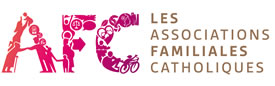 AFC
LES
ASSOCIATIONS
FAMILIALES
CATHOLIQUES